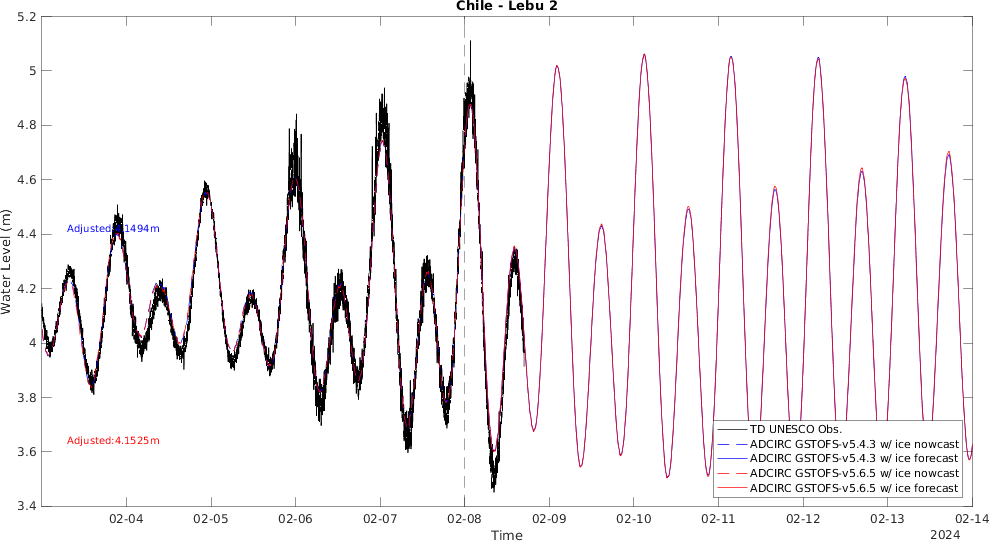 Chile - Lebu 2
Water Level (m)
5.2
5
4.8
4.6
4.4
4.2
4
3.8
3.6
3.4
Adjusted:4.1494m
Adjusted:4.1525m
TD UNESCO Obs.
ADCIRC GSTOFS-v5.4.3 w/ ice nowcast
ADCIRC GSTOFS-v5.4.3 w/ ice forecast
ADCIRC GSTOFS-v5.6.5 w/ ice nowcast
ADCIRC GSTOFS-v5.6.5 w/ ice forecast
02-04 02-05 02-06 02-07 02-08 02-09 02-10 02-11 02-12 02-13 02-14
Time
2024